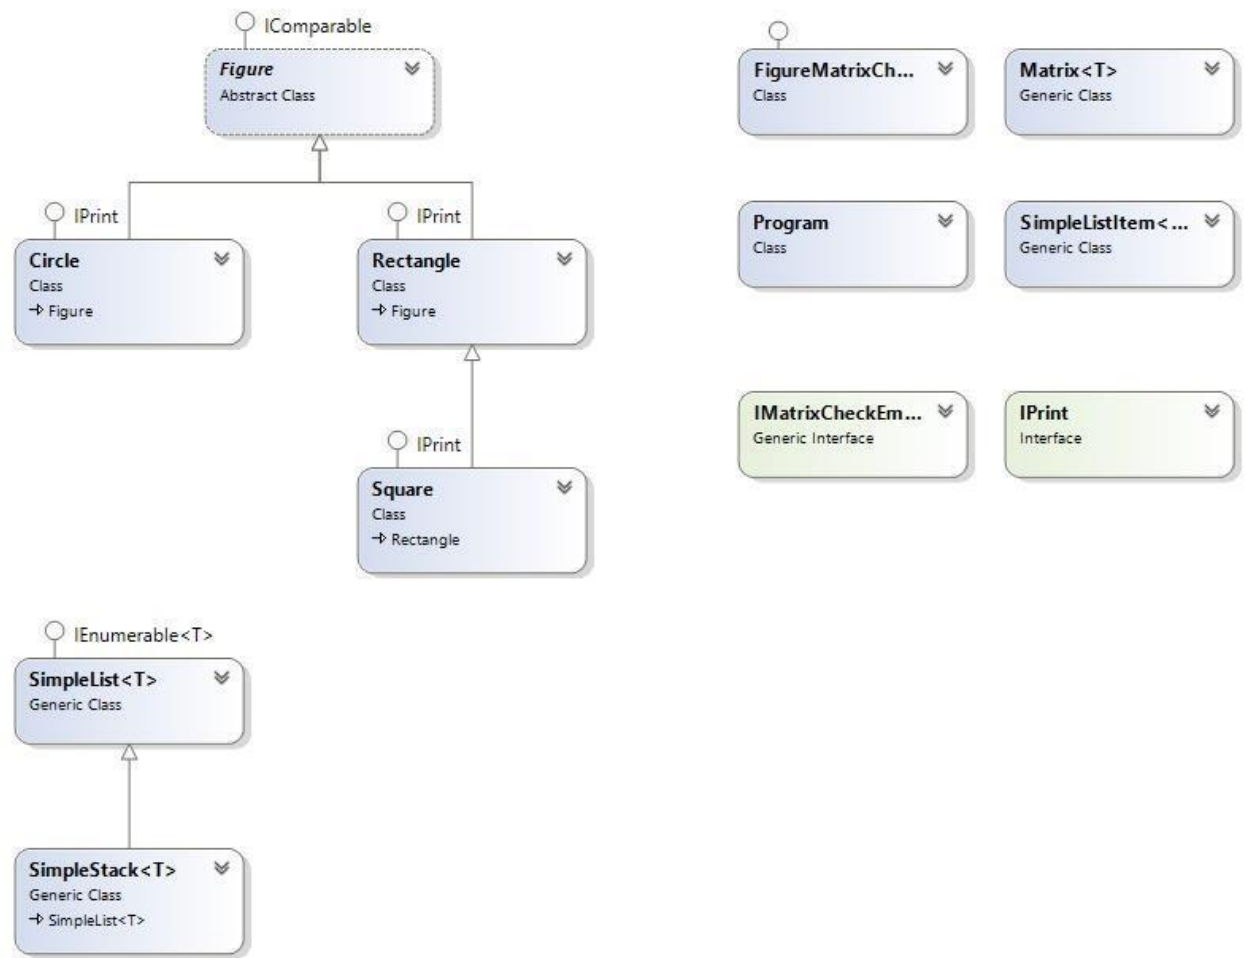 IComparable
Figure
Abstract Class
IPrint
Circle
Class
Figure
IPrint
Rectangle
Class
Figure
IPrint
Square
Class
Rectangle
IEnumerable<T>
SimpleList<T>
Generic Class
SimpleStack<T>
Generic Class
SimpleList<T>
FigureMatrixCh...
Class
Matrix<T>
Generic Class
Program
Class
SimpleListItem<...
Generic Class
IMatrixCheckEm...
Generic Interface
IPrint
Interface